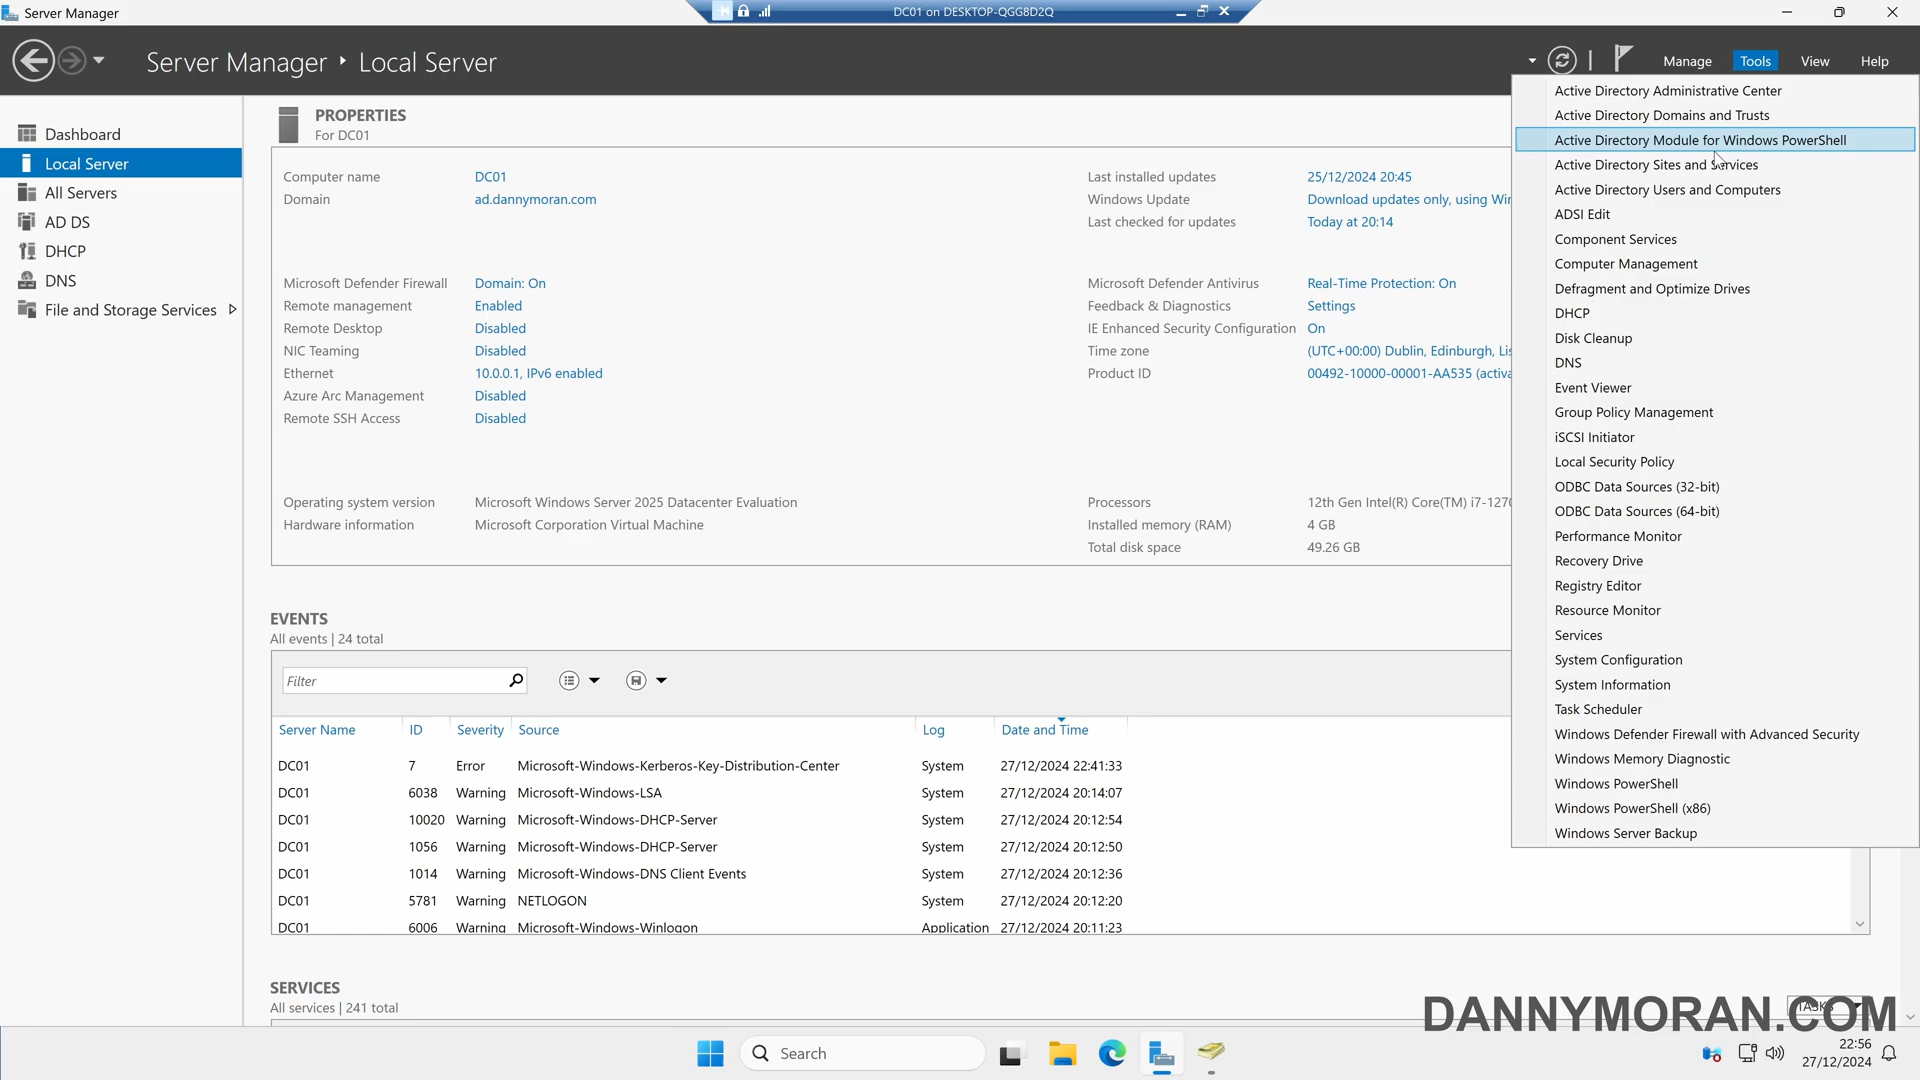 Server Manager
DC01 on DESKTOP-QGG8D2Q
Server Manager
Local Server
Manage
Tools
View
Help
Dashboard
Local Server
All Servers
AD DS
DHCP
DNS
File and Storage Services
PROPERTIES
For DC01
Computer name DC01
Domain ad.dannymoran.com
Last installed updates 25/12/2024 20:45
Windows Update Download updates only, using Win
Last checked for updates Today at 20:14
Microsoft Defender Firewall Domain: On
Remote management Enabled
Remote Desktop Disabled
NIC Teaming Disabled
Ethernet 10.0.0.1, IPv6 enabled
Azure Arc Management Disabled
Remote SSH Access Disabled
Microsoft Defender Antivirus Real-Time Protection: On
Feedback & Diagnostics Settings
IE Enhanced Security Configuration On
Time zone (UTC+00:00) Dublin, Edinburgh, Lis
Product ID 00492-10000-00001-AA535 (activa
Operating system version Microsoft Windows Server 2025 Datacenter Evaluation
Hardware information Microsoft Corporation Virtual Machine
Processors 12th Gen Intel(R) Core(TM) i7-1270
Installed memory (RAM) 4 GB
Total disk space 49.26 GB
Active Directory Administrative Center
Active Directory Domains and Trusts
Active Directory Module for Windows PowerShell
Active Directory Sites and Services
Active Directory Users and Computers
ADSI Edit
Component Services
Computer Management
Defragment and Optimize Drives
DHCP
Disk Cleanup
DNS
Event Viewer
Group Policy Management
iSCSI Initiator
Local Security Policy
ODBC Data Sources (32-bit)
ODBC Data Sources (64-bit)
Performance Monitor
Recovery Drive
Registry Editor
Resource Monitor
Services
System Configuration
System Information
Task Scheduler
Windows Defender Firewall with Advanced Security
Windows Memory Diagnostic
Windows PowerShell
Windows PowerShell (x86)
Windows Server Backup
EVENTS
All events | 24 total
Filter
Server Name ID Severity Source Log Date and Time
DC01 7 Error Microsoft-Windows-Kerberos-Key-Distribution-Center System 27/12/2024 22:41:33
DC01 6038 Warning Microsoft-Windows-LSA System 27/12/2024 20:14:07
DC01 10020 Warning Microsoft-Windows-DHCP-Server System 27/12/2024 20:12:54
DC01 1056 Warning Microsoft-Windows-DHCP-Server System 27/12/2024 20:12:50
DC01 1014 Warning Microsoft-Windows-DNS Client Events System 27/12/2024 20:12:36
DC01 5781 Warning NETLOGON System 27/12/2024 20:12:20
DC01 6006 Warning Microsoft-Windows-Winlogon Application 27/12/2024 20:11:23
SERVICES
All services | 241 total
TASKS
DANNYMORAN.COM
Search
22:56
27/12/2024